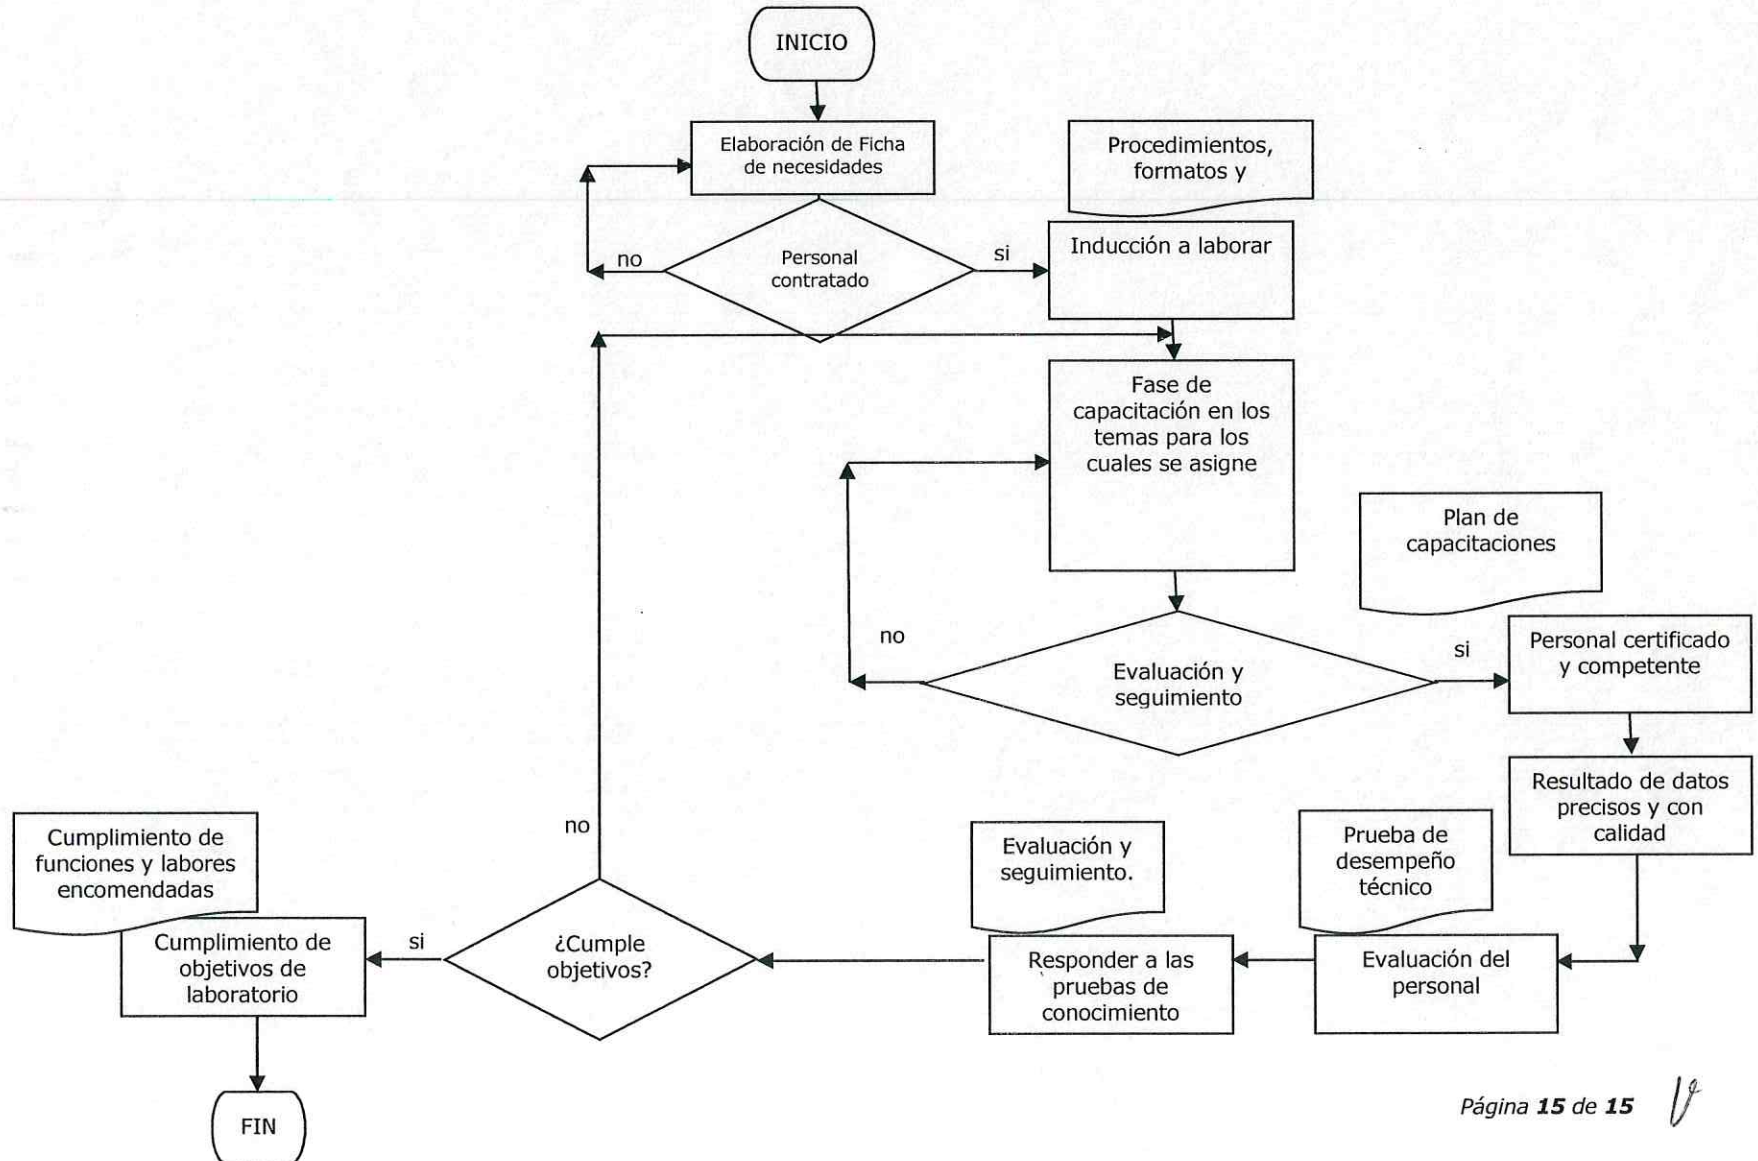 INICIO
Elaboración de Ficha
de necesidades
Procedimientos,
formatos y
no
Personal
contratado
si
Inducción a laborar
Fase de
capacitación en los
temas para los
cuales se asigne
Plan de
capacitaciones
no
Evaluación y
seguimiento
si
Personal certificado
y competente
Resultado de datos
precisos y con
calidad
Prueba de
desempeño
técnico
Evaluación y
seguimiento.
no
Cumplimiento de
funciones y labores
encomendadas
Evaluación del
personal
Responder a las
pruebas de
conocimiento
¿Cumple
objetivos?
si
Cumplimiento de
objetivos de
laboratorio
FIN
Página 15 de 15